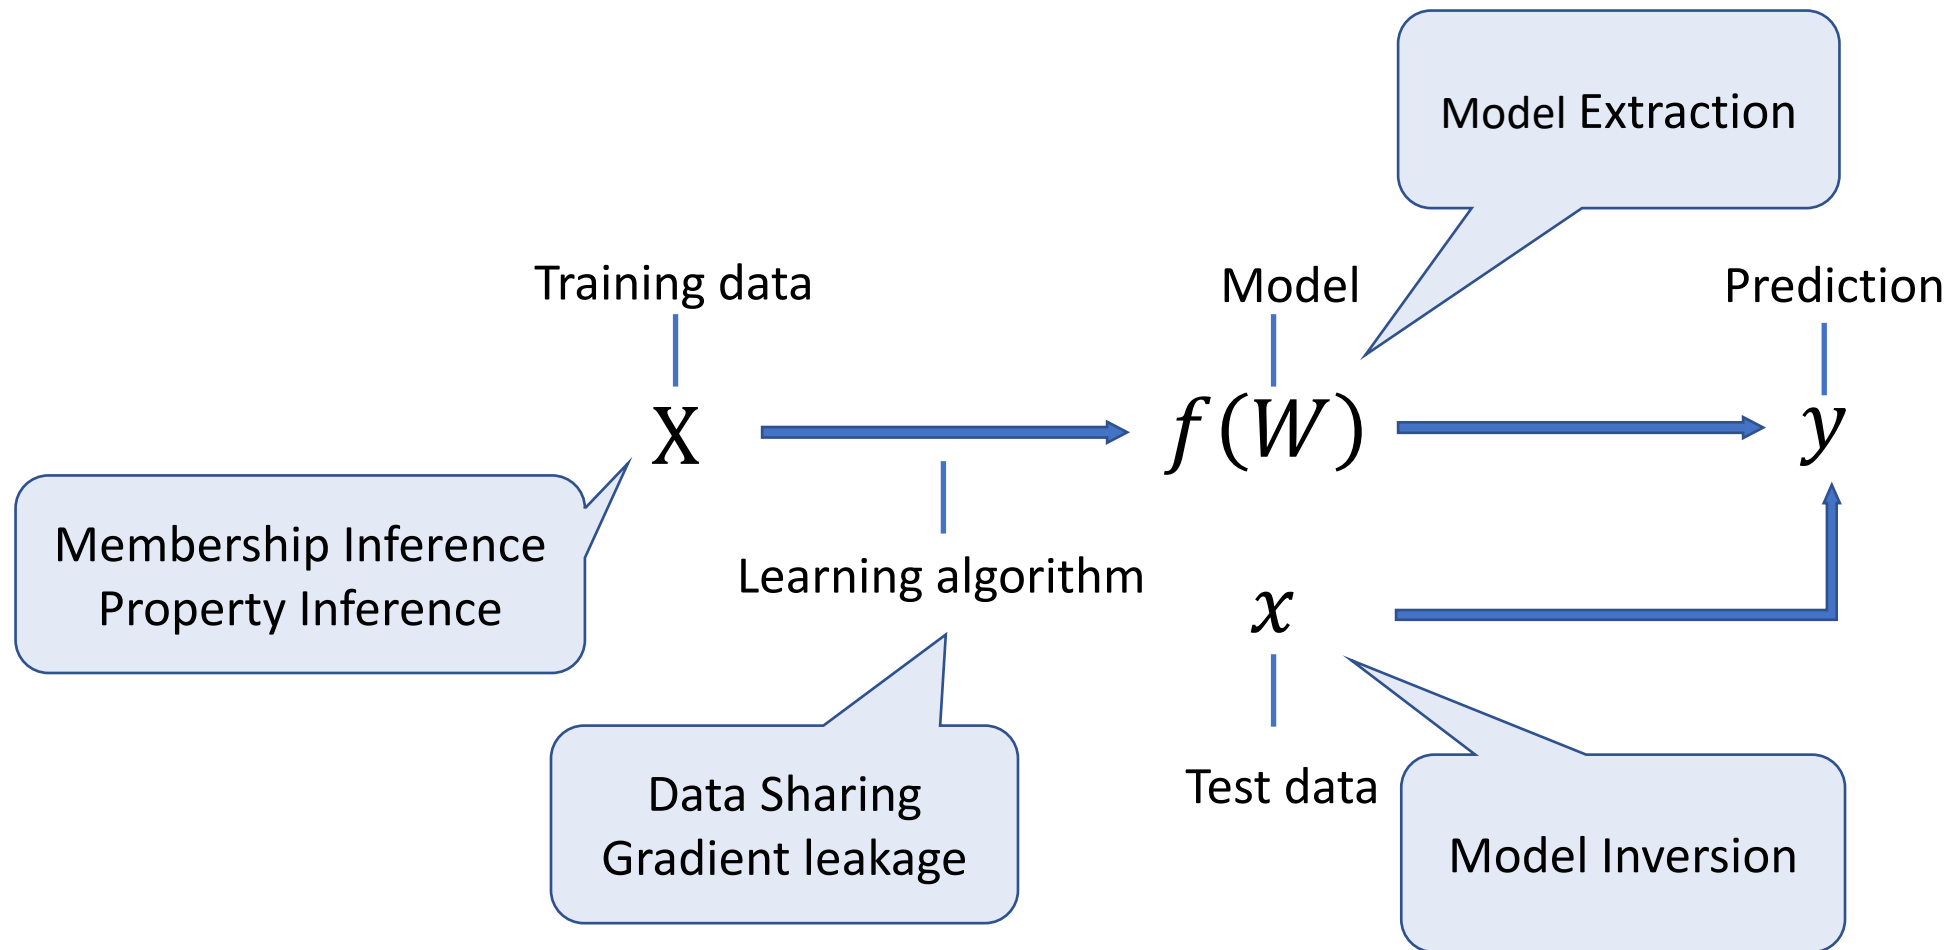 Model Extraction
Training data
Model
Prediction
X
f(W)
y
Membership Inference
Property Inference
Learning algorithm
x
Data Sharing
Gradient leakage
Test data
Model Inversion